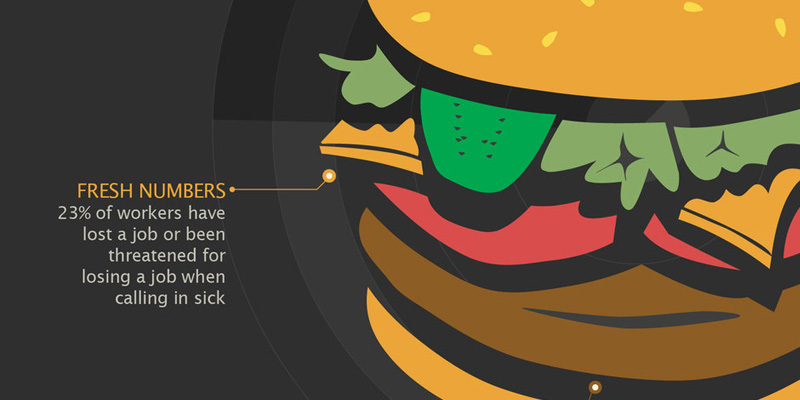 FRESH NUMBERS
23% of workers have
lost a job or been
threatened for
losing a job when
calling in sick